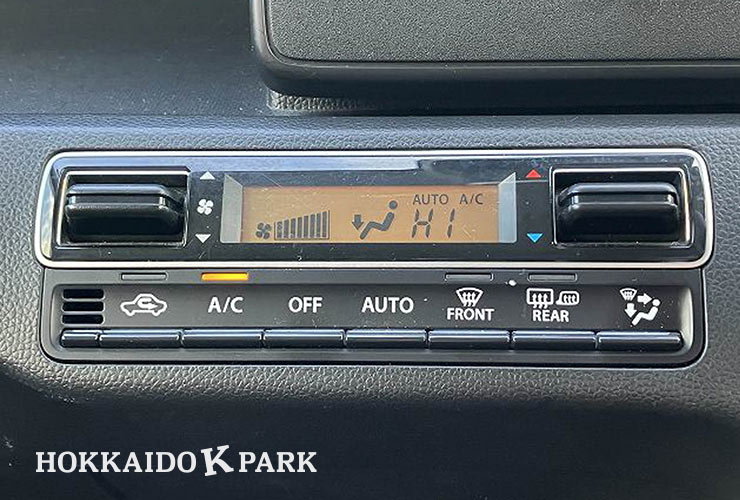 AUTO A/C
HI
A/C OFF AUTO FRONT REAR
HOKKAIDO K PARK